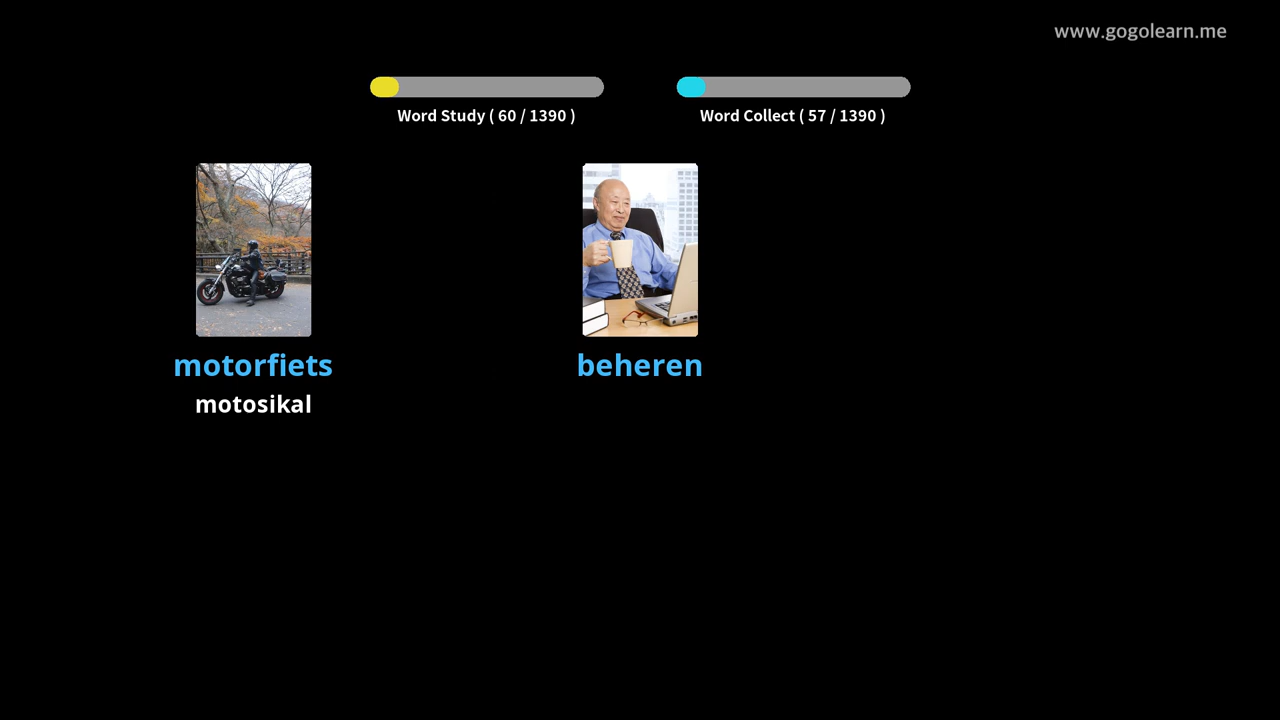 www.gogolearn.me
Word Study ( 60 / 1390 )
Word Collect ( 57 / 1390 )
motorfiets
motosikal
beheren